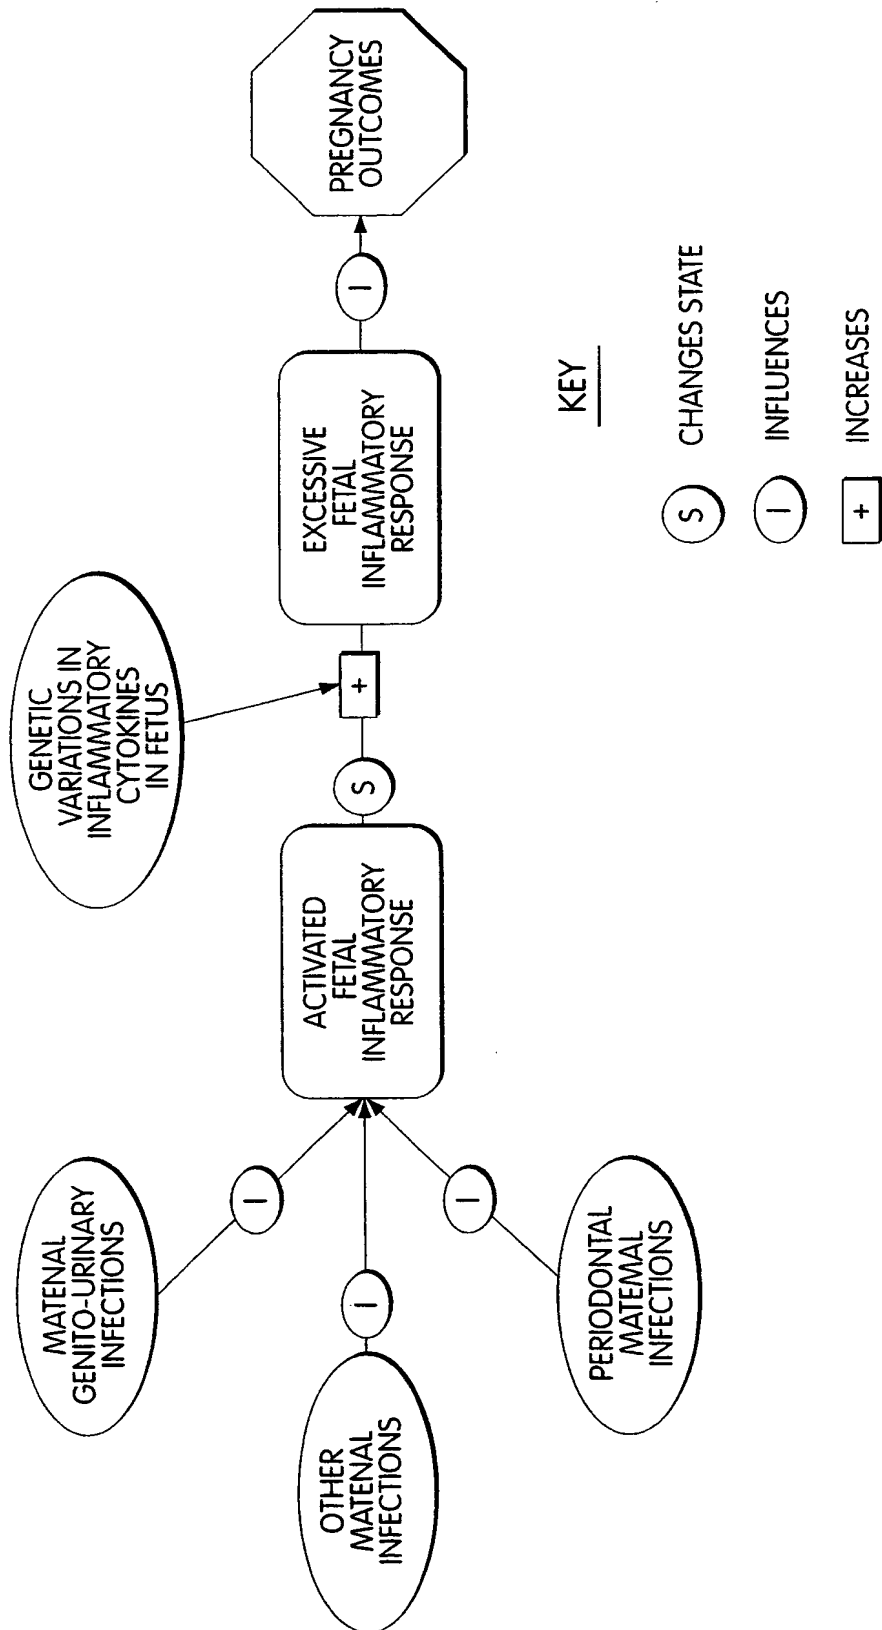 MATENAL
GENITO-URINARY
INFECTIONS
OTHER
MATENAL
INFECTIONS
PERIODONTAL
MATEMAL
INFECTIONS
I
I
I
ACTIVATED
FETAL
INFLAMMATORY
RESPONSE
S
+
GENETIC
VARIATIONS IN
INFLAMMATORY
CYTOKINES
IN FETUS
EXCESSIVE
FETAL
INFLAMMATORY
RESPONSE
I
PREGNANCY
OUTCOMES
KEY
S CHANGES STATE
I INFLUENCES
+ INCREASES